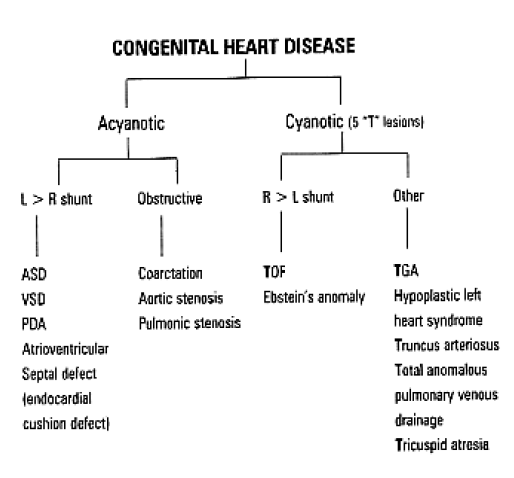 CONGENITAL HEART DISEASE
Acyanotic
Cyanotic (5 "T" lesions)
L > R shunt
Obstructive
R > L shunt
Other
ASD
VSD
PDA
Atrioventricular
Septal defect
(endocardial
cushion defect)
Coarctation
Aortic stenosis
Pulmonic stenosis
TOF
Ebstein's anomaly
TGA
Hypoplastic left
heart syndrome
Truncus arteriosus
Total anomalous
pulmonary venous
drainage
Tricuspid atresia